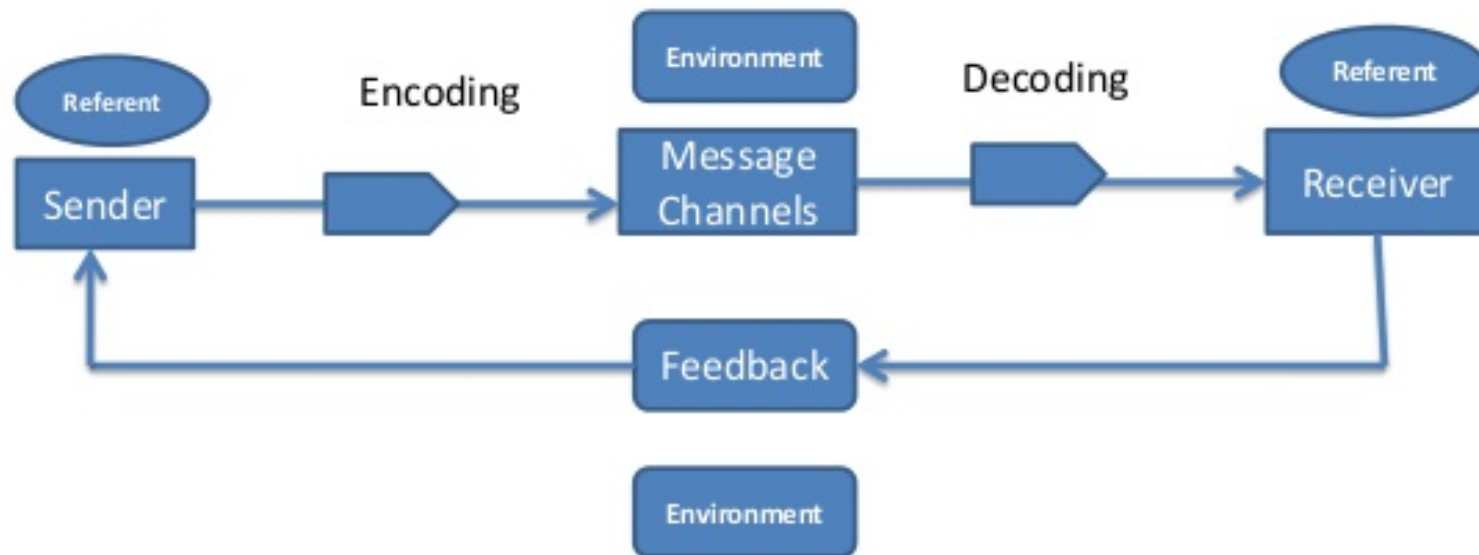 Environment
Referent
Encoding
Decoding
Referent
Sender
Message
Channels
Receiver
Feedback
Environment